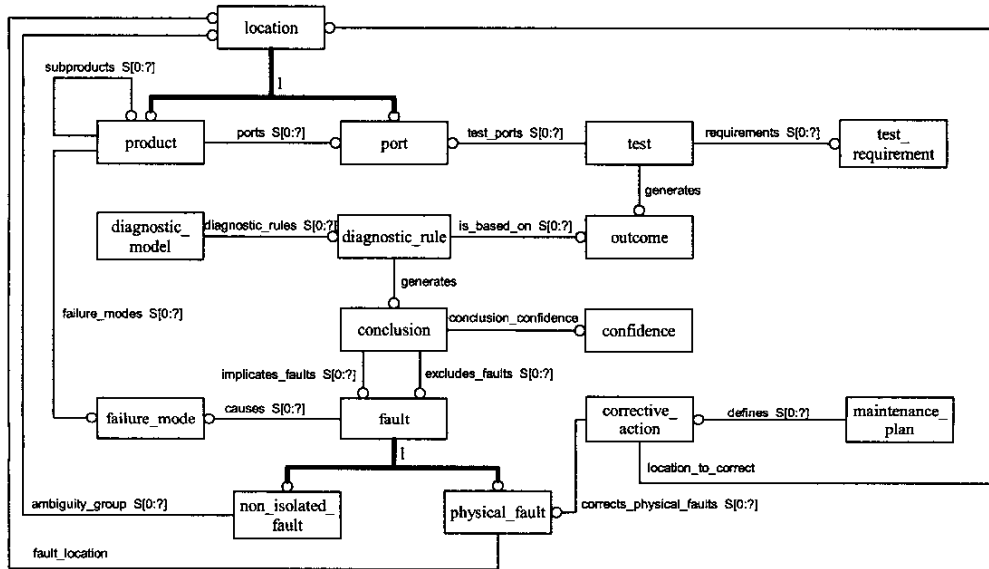 location
1
subproducts S[0:?]
product
ports S[0:?]
port
test_ports S[0:?]
test
requirements S[0:?]
test_
requirement
generates
diagnostic_
model
diagnostic_rules S[0:?]
diagnostic_rule
is_based_on S[0:?]
outcome
generates
failure_modes S[0:?]
conclusion
conclusion_confidence
confidence
implicates_faults S[0:?]
excludes_faults S[0:?]
failure_mode
causes S[0:?]
fault
corrective_
action
defines S[0:?]
maintenance_
plan
1
location_to_correct
ambiguity_group S[0:?]
non_isolated_
fault
physical_fault
corrects_physical_faults S[0:?]
fault_location